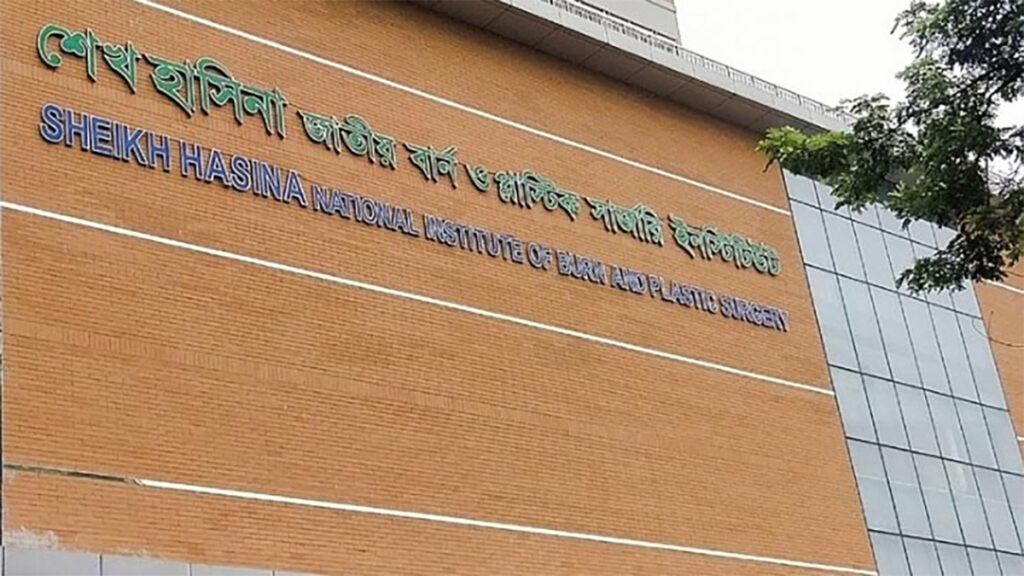 শেখ হাসিনা জাতীয় বার্ন ও প্লাস্টিক সার্জারি ইনস্টিটিউট
SHEIKH HASINA NATIONAL INSTITUTE OF BURN AND PLASTIC SURGERY